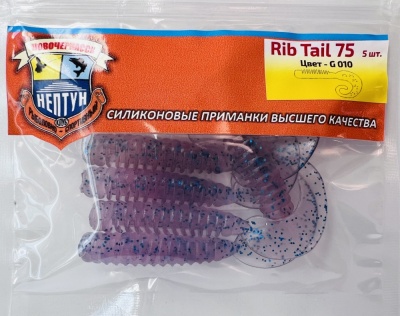 НОВОЧЕРКАССК
НЕПТУН
Rib Tail 75 5 шт.
Цвет - G 010
СИЛИКОНОВЫЕ ПРИМАНКИ ВЫСШЕГО КАЧЕСТВА